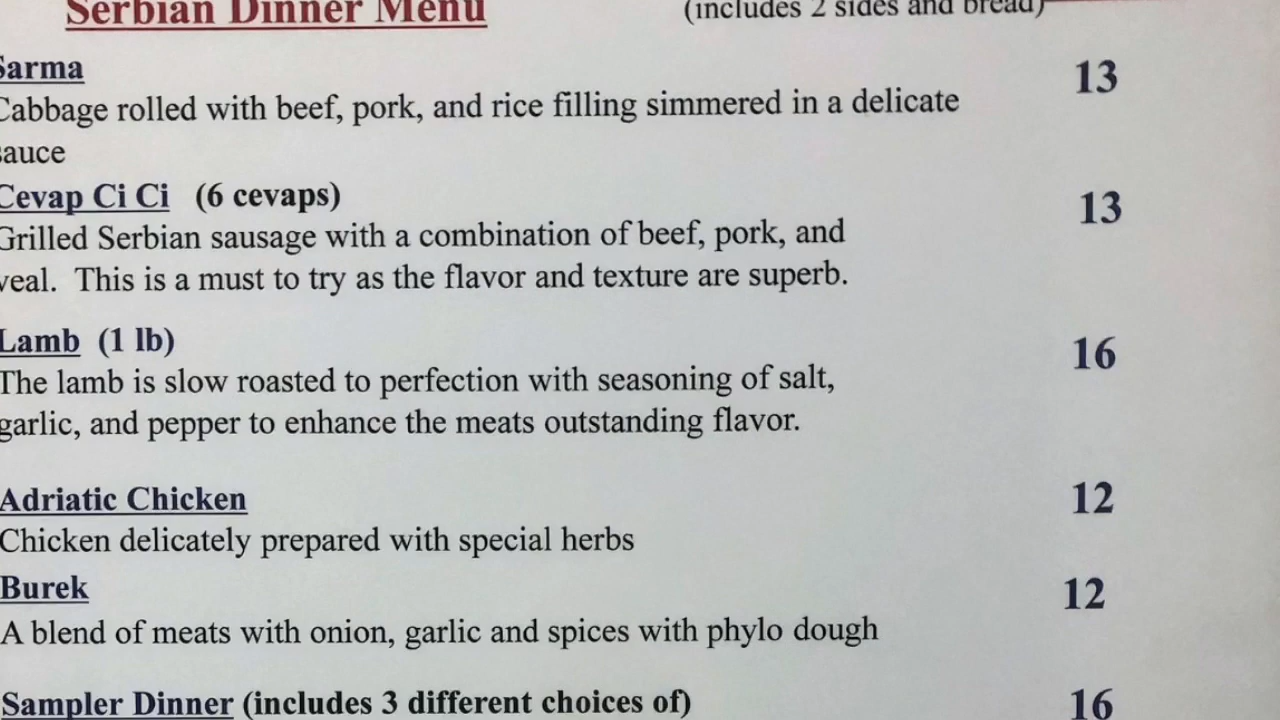 Serbian Dinner Menu (includes 2 sides and bread)
Sarma 13
Cabbage rolled with beef, pork, and rice filling simmered in a delicate
sauce
Cevap Ci Ci (6 cevaps) 13
Grilled Serbian sausage with a combination of beef, pork, and
veal. This is a must to try as the flavor and texture are superb.
Lamb (1 lb) 16
The lamb is slow roasted to perfection with seasoning of salt,
garlic, and pepper to enhance the meats outstanding flavor.
Adriatic Chicken 12
Chicken delicately prepared with special herbs
Burek 12
A blend of meats with onion, garlic and spices with phylo dough
Sampler Dinner (includes 3 different choices of) 16